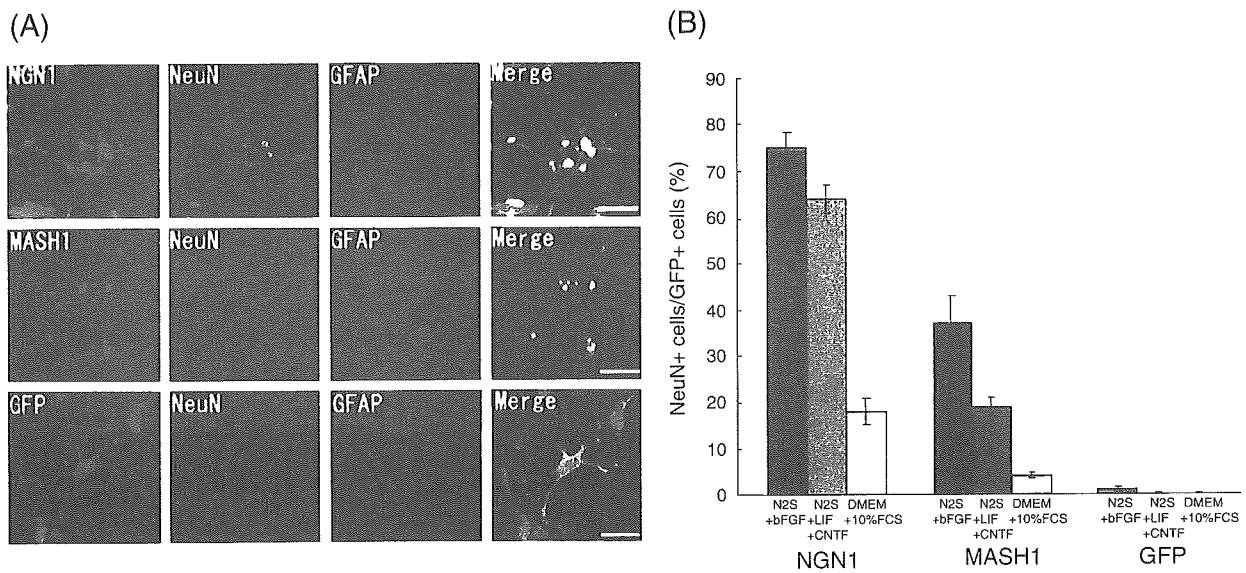 (A)
NGN1 NeuN GFAP Merge
MASH1 NeuN GFAP Merge
GFP NeuN GFAP Merge
(B)
NeuN+ cells/GFP+ cells (%)
90
80
70
60
50
40
30
20
10
0
N2S N2S DMEM N2S N2S DMEM N2S N2S DMEM
+bFGF +LIF +10%FCS +bFGF +LIF +10%FCS +bFGF +LIF +10%FCS
+CNTF +CNTF +CNTF
NGN1 MASH1 GFP